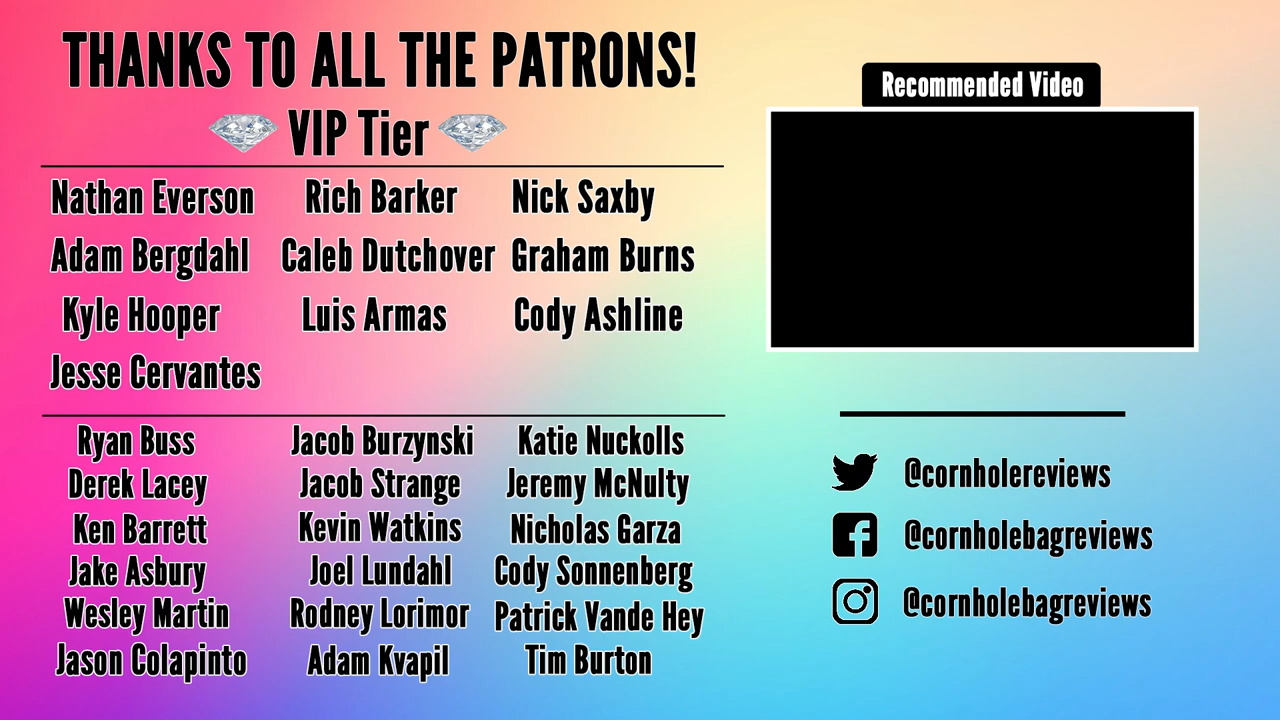 THANKS TO ALL THE PATRONS!
VIP Tier
Nathan Everson Rich Barker Nick Saxby
Adam Bergdahl Caleb Dutchover Graham Burns
Kyle Hooper Luis Armas Cody Ashline
Jesse Cervantes
Ryan Buss Jacob Burzynski Katie Nuckolls
Derek Lacey Jacob Strange Jeremy McNulty
Ken Barrett Kevin Watkins Nicholas Garza
Jake Asbury Joel Lundahl Cody Sonnenberg
Wesley Martin Rodney Lorimor Patrick Vande Hey
Jason Colapinto Adam Kvapil Tim Burton
Recommended Video
@cornholereviews
@cornholebagreviews
@cornholebagreviews